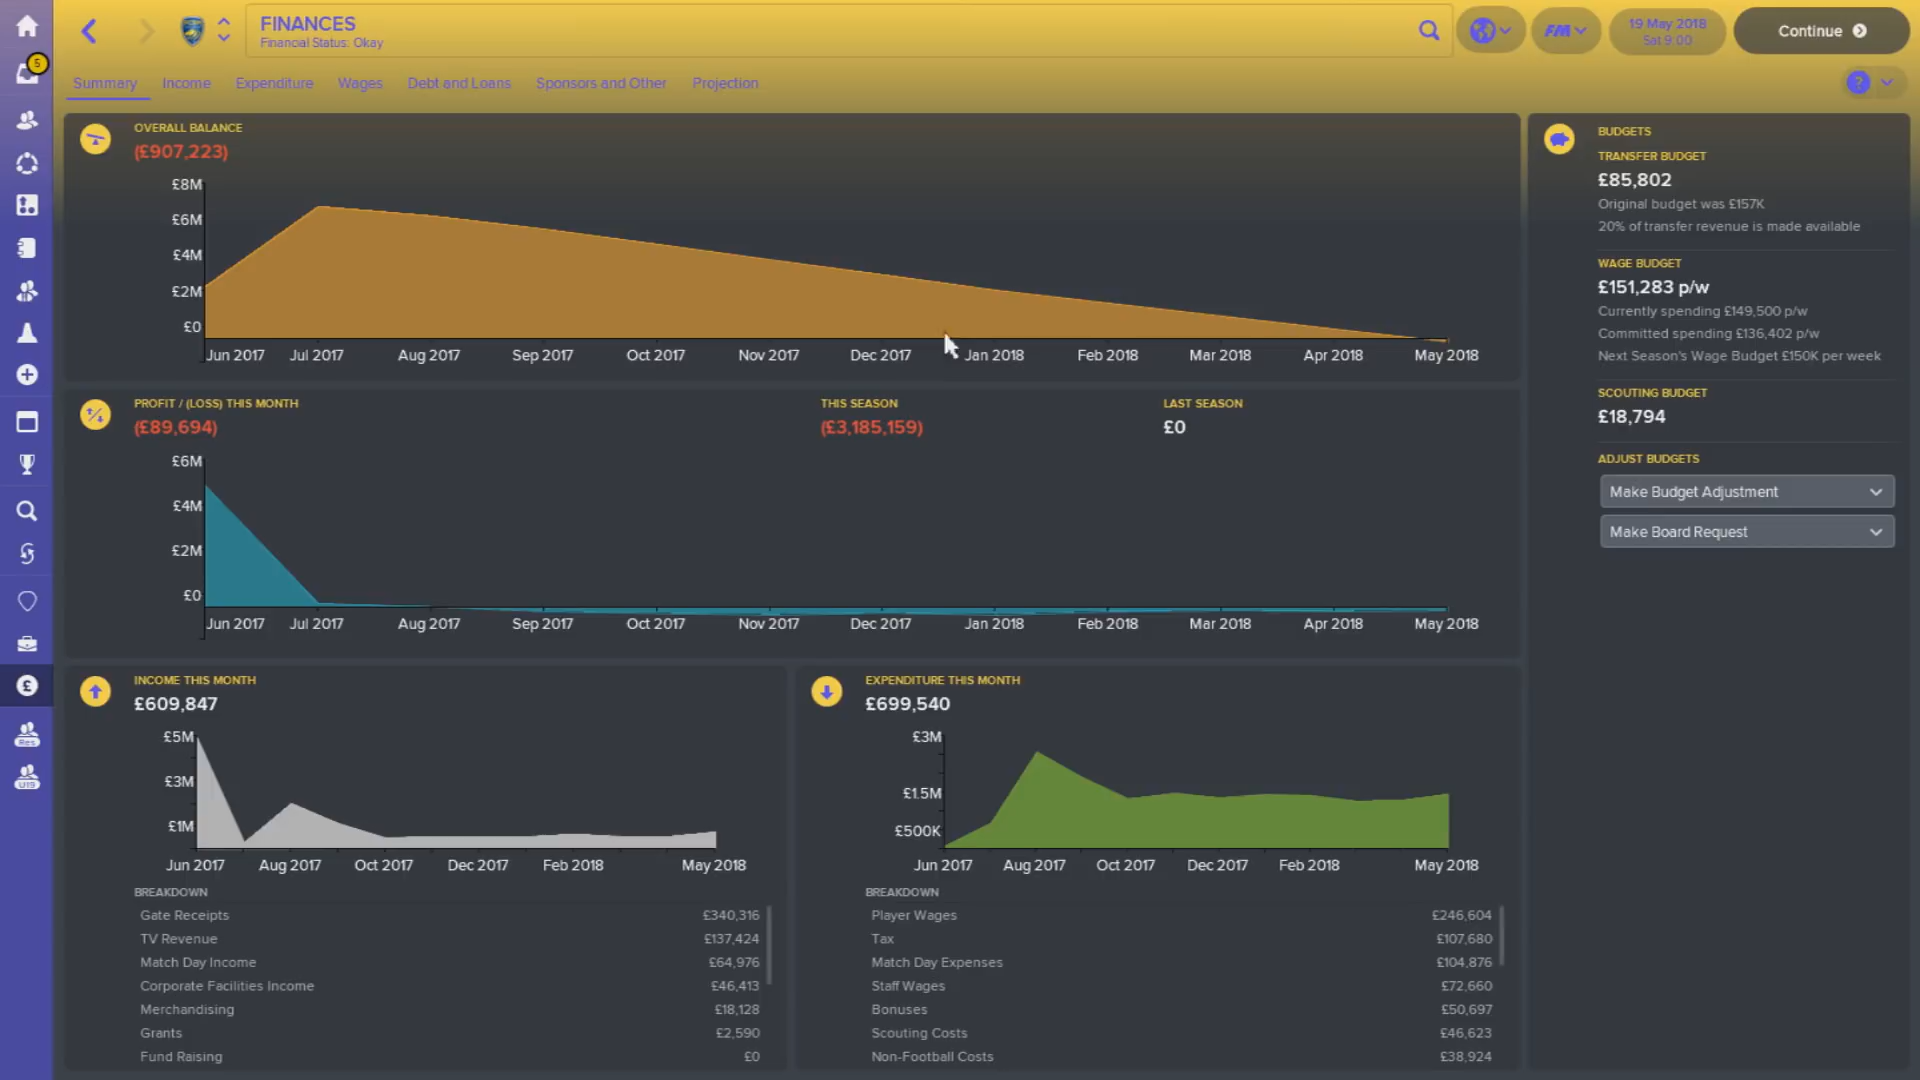 FINANCES
Financial Status: Okay
FM
19 May 2018
Sat 9:00
Continue
5
Summary
Income
Expenditure
Wages
Debt and Loans
Sponsors and Other
Projection
?
OVERALL BALANCE
(£907,223)
£8M
£6M
£4M
£2M
£0
Jun 2017 Jul 2017 Aug 2017 Sep 2017 Oct 2017 Nov 2017 Dec 2017 Jan 2018 Feb 2018 Mar 2018 Apr 2018 May 2018
PROFIT / (LOSS) THIS MONTH
(£89,694)
THIS SEASON
(£3,185,159)
LAST SEASON
£0
£6M
£4M
£2M
£0
Jun 2017 Jul 2017 Aug 2017 Sep 2017 Oct 2017 Nov 2017 Dec 2017 Jan 2018 Feb 2018 Mar 2018 Apr 2018 May 2018
INCOME THIS MONTH
£609,847
£5M
£3M
£1M
Jun 2017 Aug 2017 Oct 2017 Dec 2017 Feb 2018 May 2018
BREAKDOWN
Gate Receipts £340,316
TV Revenue £137,424
Match Day Income £64,976
Corporate Facilities Income £46,413
Merchandising £18,128
Grants £2,590
Fund Raising £0
EXPENDITURE THIS MONTH
£699,540
£3M
£1.5M
£500K
Jun 2017 Aug 2017 Oct 2017 Dec 2017 Feb 2018 May 2018
BREAKDOWN
Player Wages £246,604
Tax £107,680
Match Day Expenses £104,876
Staff Wages £72,660
Bonuses £50,697
Scouting Costs £46,623
Non-Football Costs £38,924
BUDGETS
TRANSFER BUDGET
£85,802
Original budget was £157K
20% of transfer revenue is made available
WAGE BUDGET
£151,283 p/w
Currently spending £149,500 p/w
Committed spending £136,402 p/w
Next Season's Wage Budget £150K per week
SCOUTING BUDGET
£18,794
ADJUST BUDGETS
Make Budget Adjustment
Make Board Request
£
Res
U19